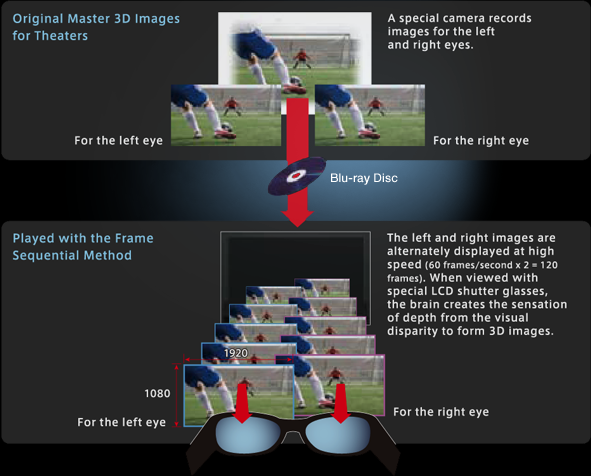 Original Master 3D Images
for Theaters
A special camera records
images for the left
and right eyes.
For the left eye
For the right eye
Blu-ray Disc
Played with the Frame
Sequential Method
The left and right images are
alternately displayed at high
speed (60 frames/second x 2 = 120
frames). When viewed with
special LCD shutter glasses,
the brain creates the sensation
of depth from the visual
disparity to form 3D images.
1920
1080
For the left eye
For the right eye